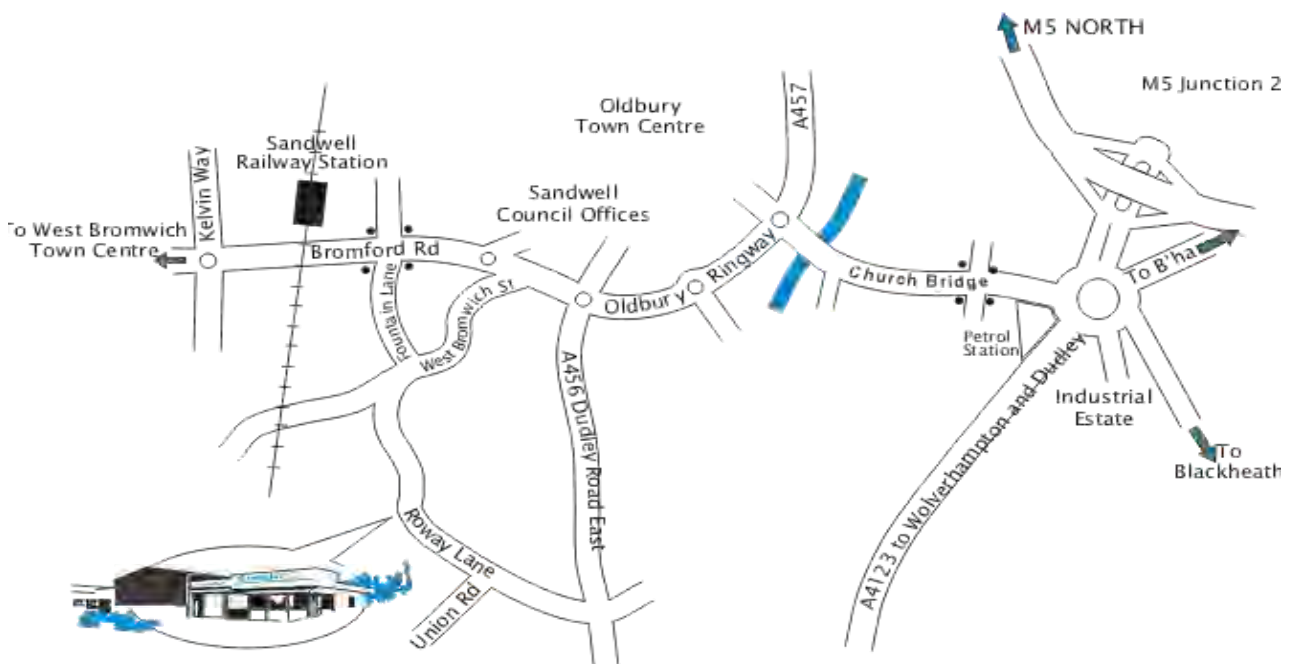 M5 NORTH
M5 Junction 2
Oldbury
Town Centre
A457
Sandwell
Railway Station
Kelvin Way
Sandwell
Council Offices
To West Bromwich
Town Centre
Bromford Rd
Ringway
Church Bridge
To B'ha
Fountain Lane
West Bromwich St
Oldbury
Petrol
Station
A456 Dudley Road East
Industrial
Estate
A4123 to Wolverhampton and Dudley
To
Blackheath
Roway Lane
Union Rd